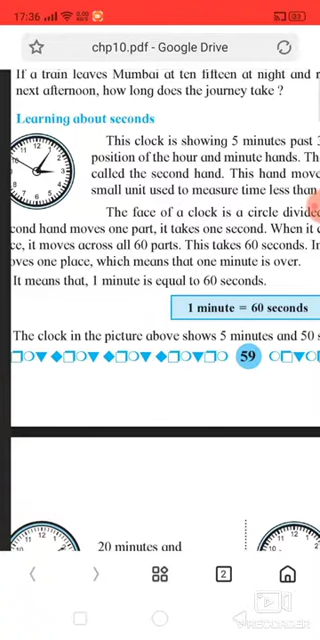 17:36
chp10.pdf - Google Drive
If a train leaves Mumbai at ten fifteen at night and
next afternoon, how long does the journey take ?
Learning about seconds
This clock is showing 5 minutes past 3
position of the hour and minute hands. Th
called the second hand. This hand move
small unit used to measure time less than
The face of a clock is a circle divide
cond hand moves one part, it takes one second. When it
ce, it moves across all 60 parts. This takes 60 seconds. In
oves one place, which means that one minute is over.
It means that, 1 minute is equal to 60 seconds.
1 minute = 60 seconds
The clock in the picture above shows 5 minutes and 50 s
59
20 minutes and
2